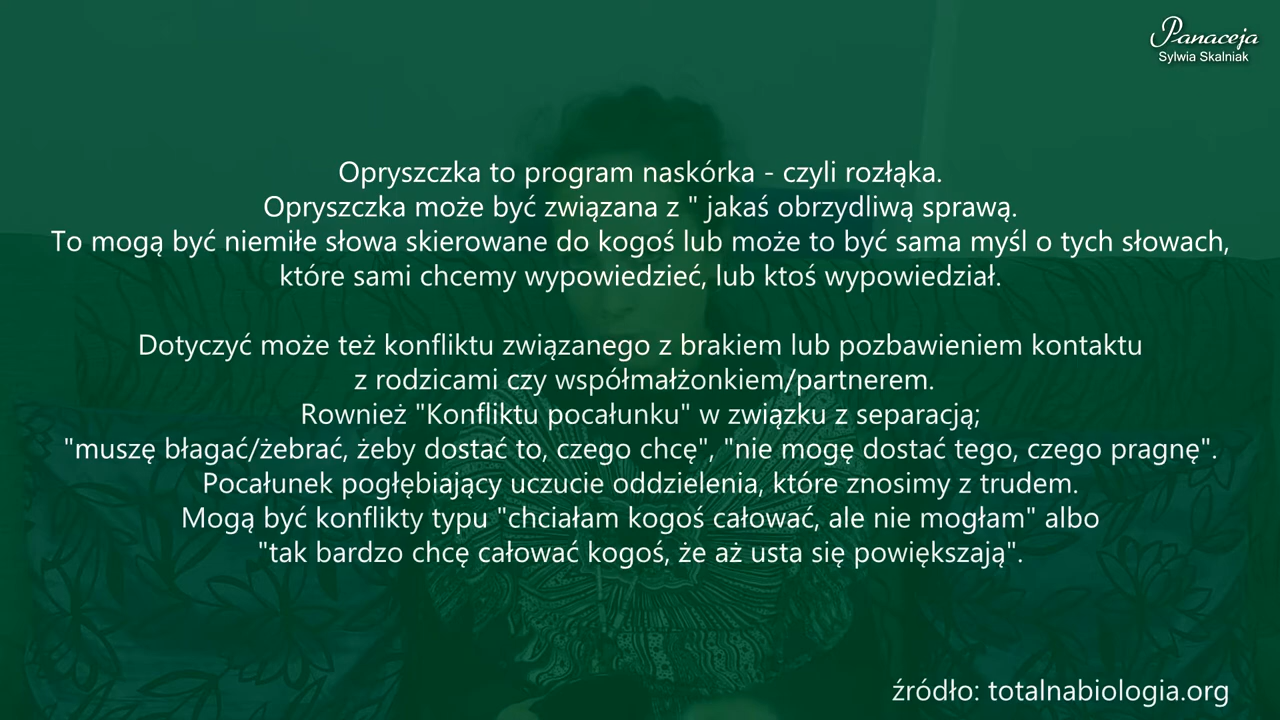 Panaceja
Sylwia Skalniak
Opryszczka to program naskórka - czyli rozłąka.
Opryszczka może być związana z " jakaś obrzydliwą sprawą.
To mogą być niemiłe słowa skierowane do kogoś lub może to być sama myśl o tych słowach,
które sami chcemy wypowiedzieć, lub ktoś wypowiedział.
Dotyczyć może też konfliktu związanego z brakiem lub pozbawieniem kontaktu
z rodzicami czy współmałżonkiem/partnerem.
Rownież "Konfliktu pocałunku" w związku z separacją;
"muszę błagać/żebrać, żeby dostać to, czego chcę", "nie mogę dostać tego, czego pragnę".
Pocałunek pogłębiający uczucie oddzielenia, które znosimy z trudem.
Mogą być konflikty typu "chciałam kogoś całować, ale nie mogłam" albo
"tak bardzo chcę całować kogoś, że aż usta się powiększają".
źródło: totalnabiologia.org